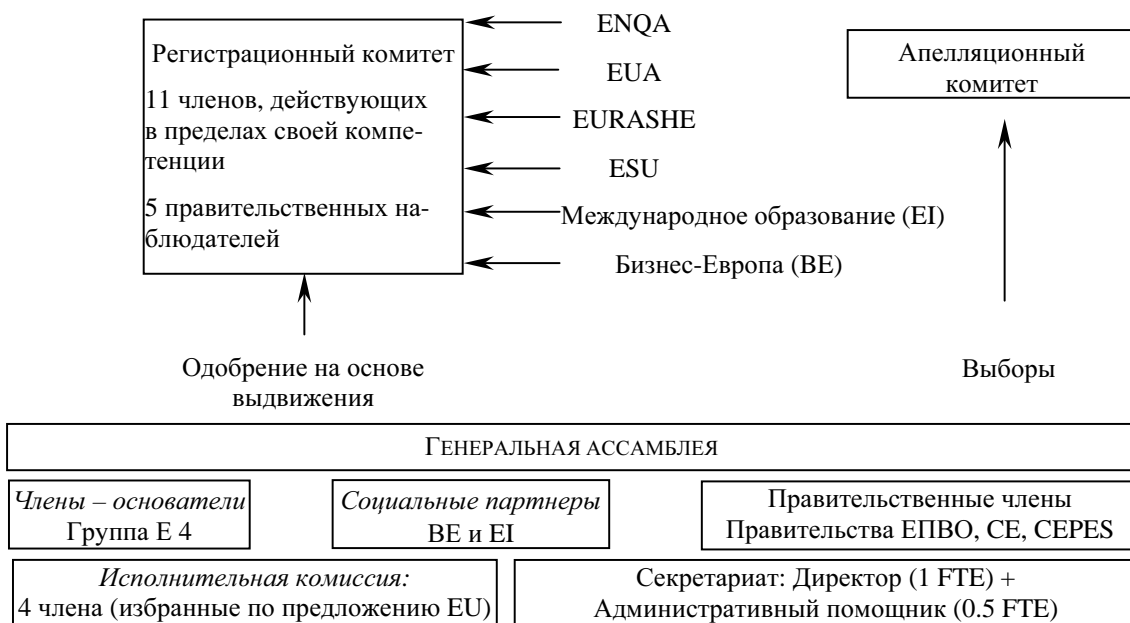 Регистрационный комитет
11 членов, действующих
в пределах своей компе-
тенции
5 правительственных на-
блюдателей
ENQA
EUA
EURASHE
ESU
Международное образование (EI)
Бизнес-Европа (BE)
Апелляционный
комитет
Одобрение на основе
выдвижения
Выборы
ГЕНЕРАЛЬНАЯ АССАМБЛЕЯ
Члены – основатели
Группа E 4
Социальные партнеры
BE и EI
Правительственные члены
Правительства ЕПВО, CE, CEPES
Исполнительная комиссия:
4 члена (избранные по предложению EU)
Секретариат: Директор (1 FTE) +
Административный помощник (0.5 FTE)